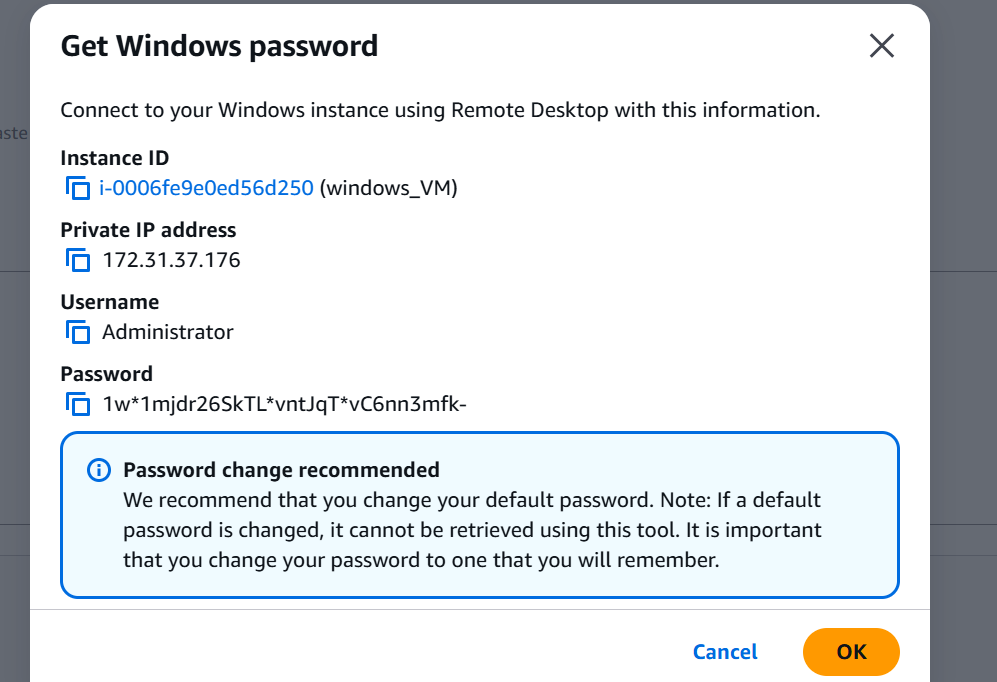 Get Windows password
Connect to your Windows instance using Remote Desktop with this information.
aste
Instance ID
i-0006fe9e0ed56d250 (windows_VM)
Private IP address
172.31.37.176
Username
Administrator
Password
1w*1mjdr26SkTL*vntJqT*vC6nn3mfk-
Password change recommended
We recommend that you change your default password. Note: If a default
password is changed, it cannot be retrieved using this tool. It is important
that you change your password to one that you will remember.
Cancel
OK